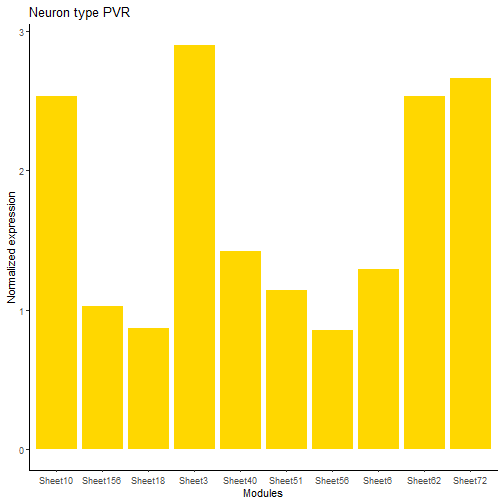 Neuron type PVR
3
2
1
0
Normalized expression
Sheet10 Sheet156 Sheet18 Sheet3 Sheet40 Sheet51 Sheet56 Sheet6 Sheet62 Sheet72
Modules